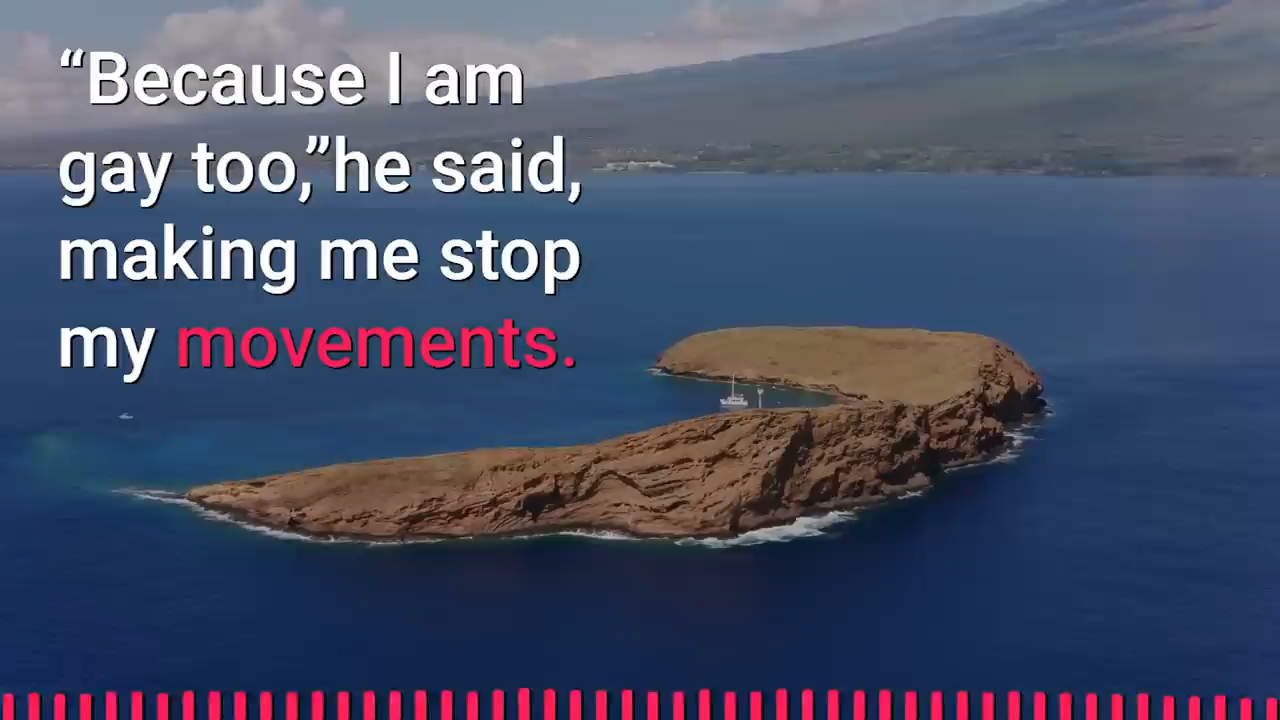 “Because I am
gay too,”he said,
making me stop
my movements.